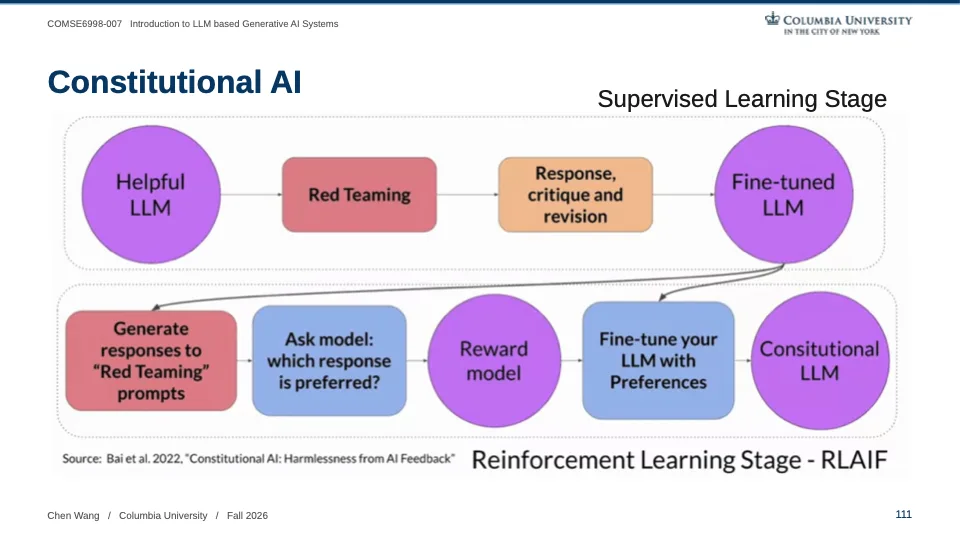 COMSE6998-007 Introduction to LLM based Generative AI Systems
COLUMBIA UNIVERSITY
IN THE CITY OF NEW YORK
Constitutional AI
Supervised Learning Stage
Helpful
LLM
Red Teaming
Response,
critique and
revision
Fine-tuned
LLM
Generate
responses to
“Red Teaming”
prompts
Ask model:
which response
is preferred?
Reward
model
Fine-tune your
LLM with
Preferences
Consitutional
LLM
Source: Bai et al. 2022, “Constitutional AI: Harmlessness from AI Feedback”
Reinforcement Learning Stage - RLAIF
Chen Wang / Columbia University / Fall 2026
111